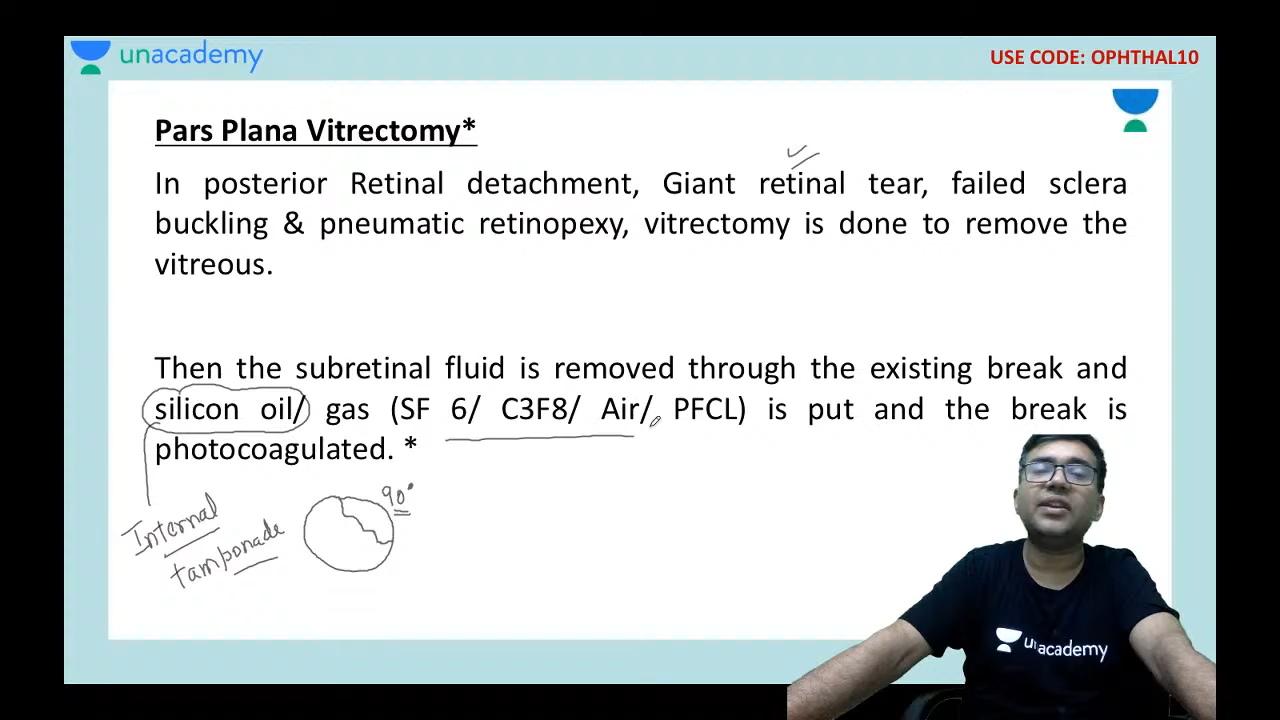 unacademy
USE CODE: OPHTHAL10
Pars Plana Vitrectomy*
In posterior Retinal detachment, Giant retinal tear, failed sclera
buckling & pneumatic retinopexy, vitrectomy is done to remove the
vitreous.
Then the subretinal fluid is removed through the existing break and
silicon oil/ gas (SF 6/ C3F8/ Air/ PFCL) is put and the break is
photocoagulated. *
90°
Internal
tamponade
unacademy